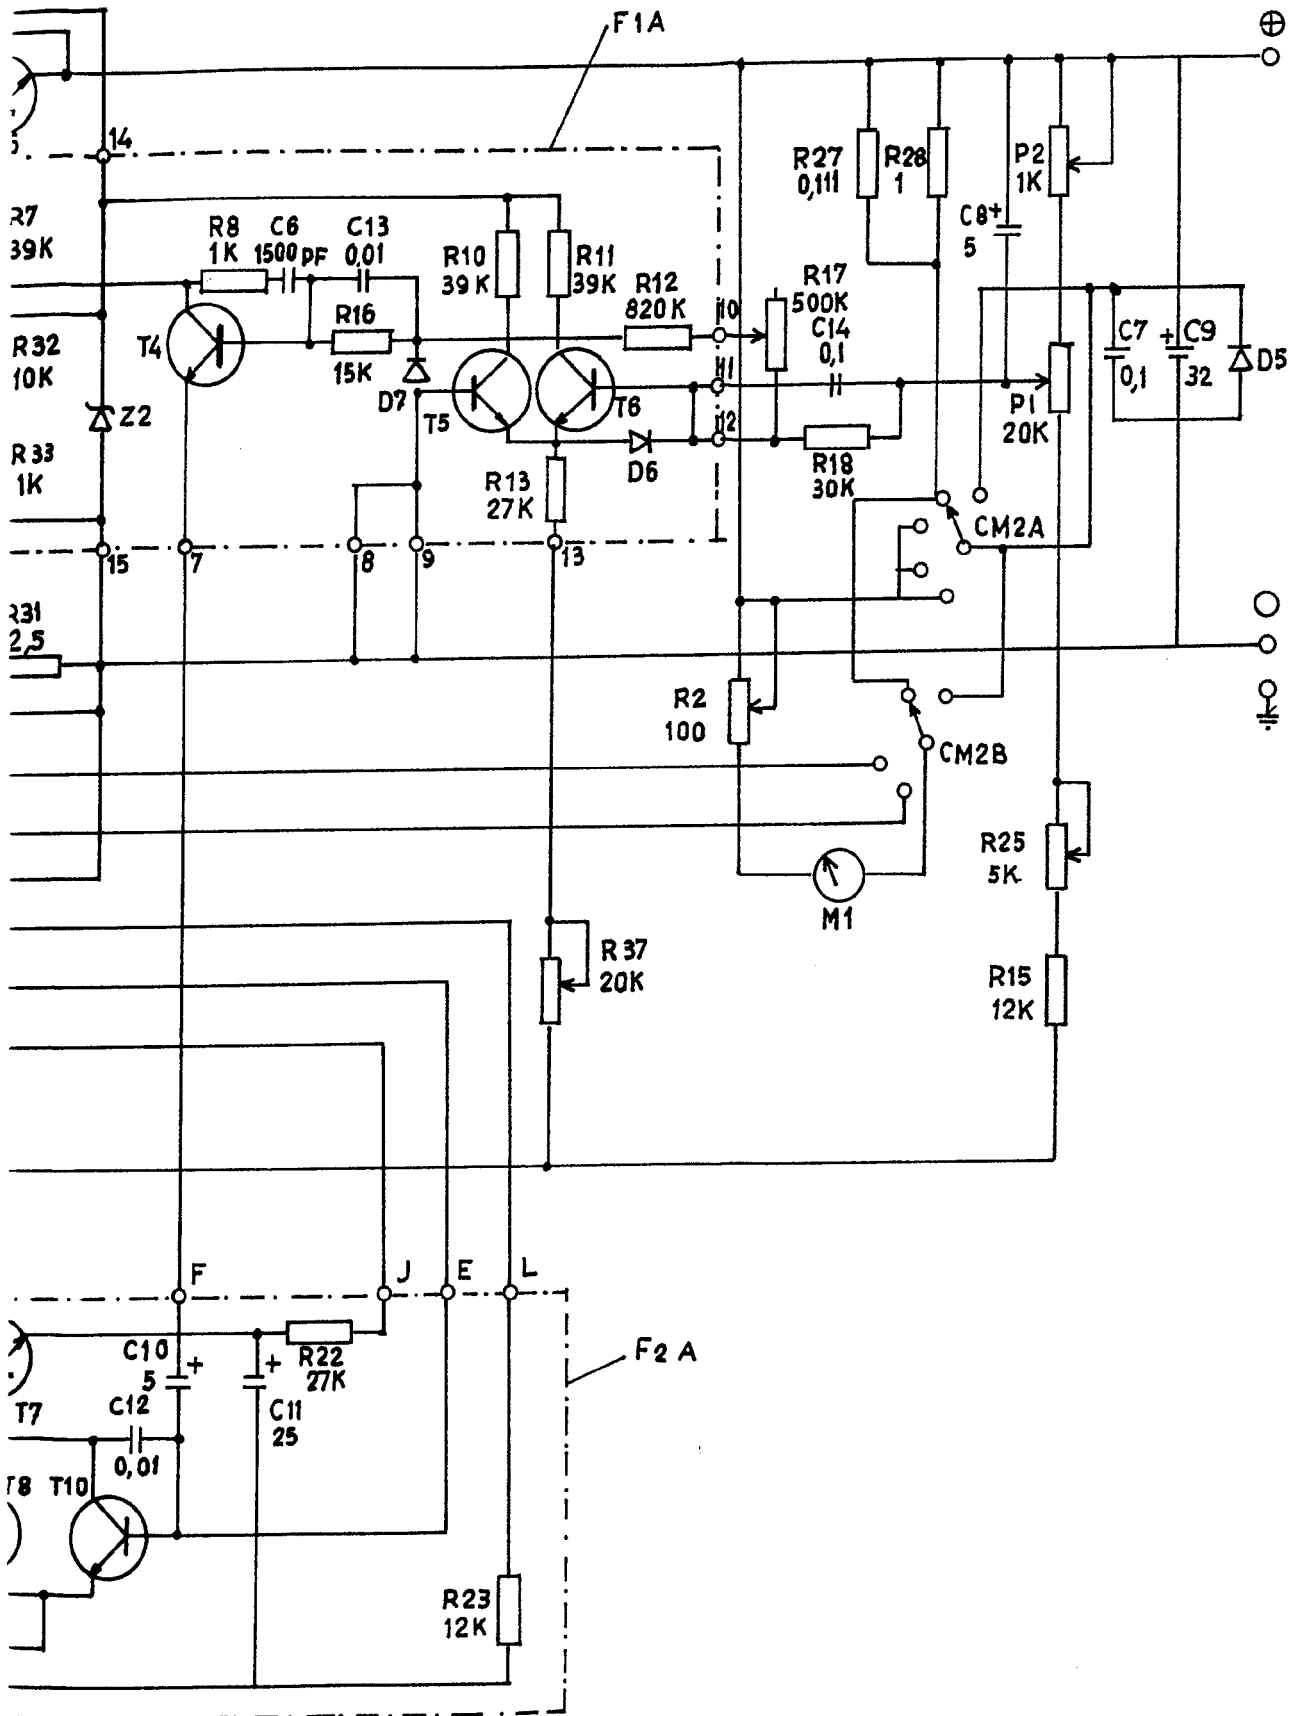 F1A
14
R7
39K
R8
1K
C6
1500 pF
C13
0,01
R10
39K
R11
39K
R12
820K
10
R17
500K
R27
0,111
R28
1
P2
1K
C8+
5
T4
R16
15K
D7
T5
T6
11
12
C14
0,1
P1
20K
C7
0,1
+
C9
32
D5
R32
10K
Z2
R33
1K
R13
27K
D6
R18
30K
CM2A
15
7
8
9
13
R31
2,5
R2
100
CM2B
R25
5K
M1
R37
20K
R15
12K
F
J
E
L
F2A
C10
5
+
+
R22
27K
C11
25
T7
C12
0,01
T8
T10
R23
12K